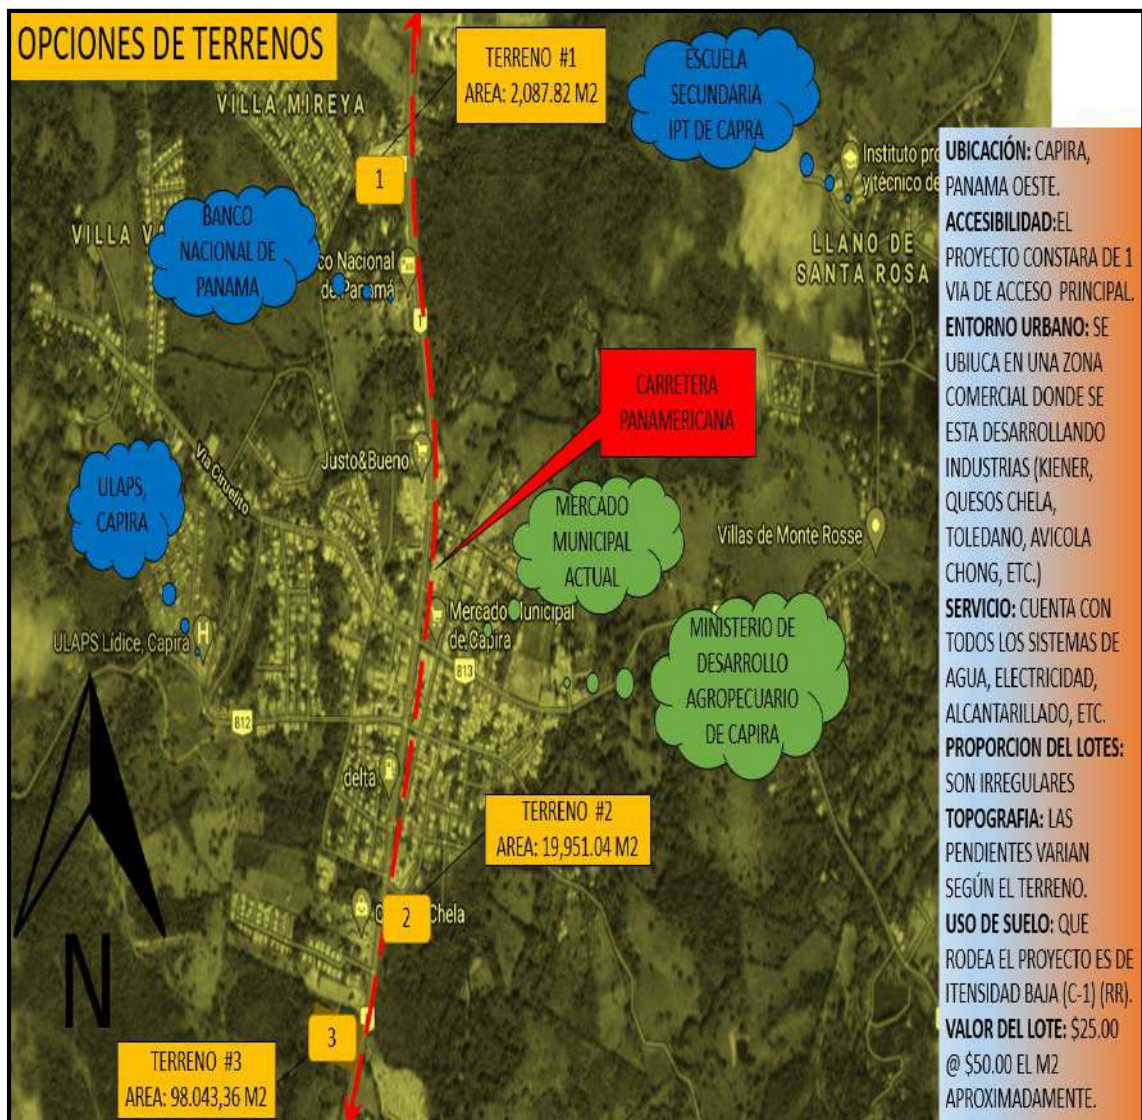 OPCIONES DE TERRENOS
TERRENO #1
AREA: 2,087.82 M2
ESCUELA
SECUNDARIA
IPT DE CAPRA
VILLA MIREYA
1
Instituto pro
y técnico de
BANCO
NACIONAL DE
PANAMA
VILLA VA
co Nacional
de Panamá
LLANO DE
SANTA ROSA
1
CARRETERA
PANAMERICANA
Justo&Bueno
Via Ciruelito
ULAPS,
CAPIRA
MERCADO
MUNICIPAL
ACTUAL
Villas de Monte Rosse
Mercado Municipal
de Capira
ULAPS Lídice, Capira
H
813
MINISTERIO DE
DESARROLLO
AGROPECUARIO
DE CAPIRA
812
delta
TERRENO #2
AREA: 19,951.04 M2
Chela
2
N
3
TERRENO #3
AREA: 98.043,36 M2
UBICACIÓN: CAPIRA,
PANAMA OESTE.
ACCESIBILIDAD:EL
PROYECTO CONSTARA DE 1
VIA DE ACCESO PRINCIPAL.
ENTORNO URBANO: SE
UBIUCA EN UNA ZONA
COMERCIAL DONDE SE
ESTA DESARROLLANDO
INDUSTRIAS (KIENER,
QUESOS CHELA,
TOLEDANO, AVICOLA
CHONG, ETC.)
SERVICIO: CUENTA CON
TODOS LOS SISTEMAS DE
AGUA, ELECTRICIDAD,
ALCANTARILLADO, ETC.
PROPORCION DEL LOTES:
SON IRREGULARES
TOPOGRAFIA: LAS
PENDIENTES VARIAN
SEGÚN EL TERRENO.
USO DE SUELO: QUE
RODEA EL PROYECTO ES DE
ITENSIDAD BAJA (C-1) (RR).
VALOR DEL LOTE: $25.00
@ $50.00 EL M2
APROXIMADAMENTE.